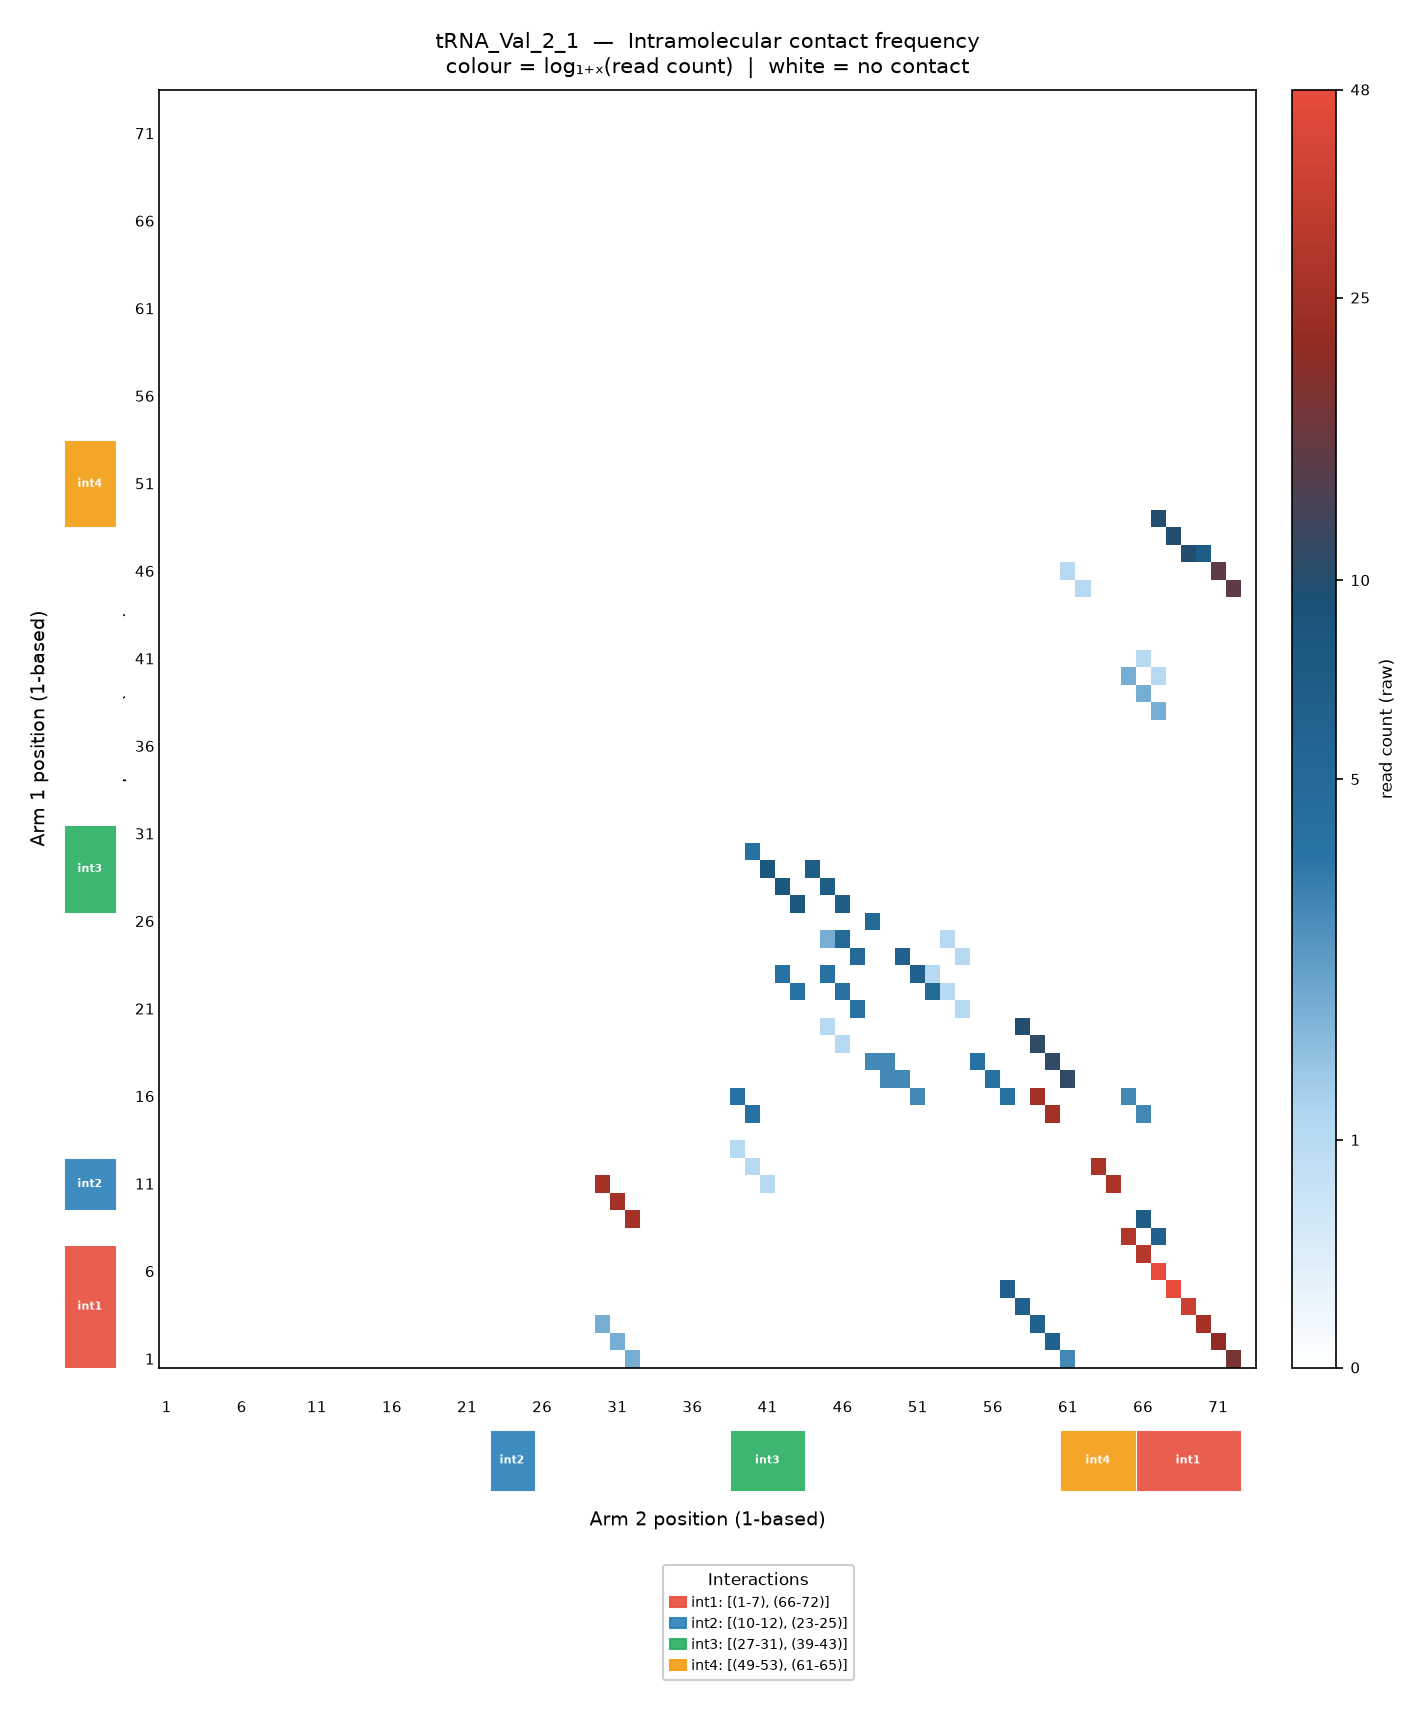 tRNA_Val_2_1 — Intramolecular contact frequency
colour = log₁₊ₓ(read count) | white = no contact
71
66
61
56
51
46
41
36
31
26
21
16
11
6
1
int4
int3
int2
int1
Arm 1 position (1-based)
1 6 11 16 21 26 31 36 41 46 51 56 61 66 71
int2 int3 int4 int1
Arm 2 position (1-based)
48
25
10
5
1
0
read count (raw)
Interactions
int1: [(1-7), (66-72)]
int2: [(10-12), (23-25)]
int3: [(27-31), (39-43)]
int4: [(49-53), (61-65)]